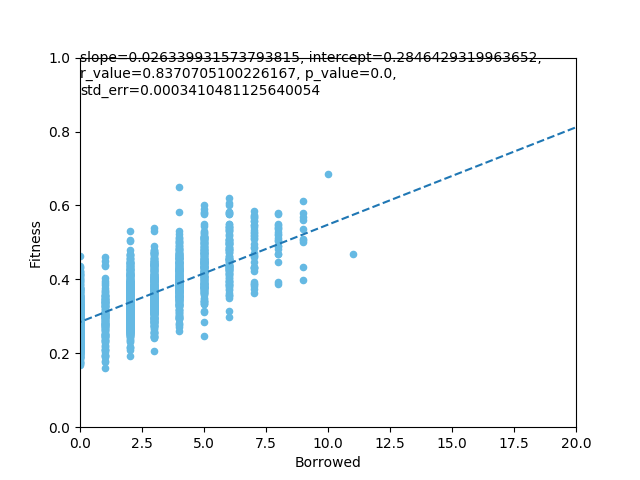 slope=0.026339931573793815, intercept=0.2846429319963652,
r_value=0.8370705100226167, p_value=0.0,
std_err=0.0003410481125640054
1.0
0.8
0.6
0.4
0.2
0.0
Fitness
0.0 2.5 5.0 7.5 10.0 12.5 15.0 17.5 20.0
Borrowed